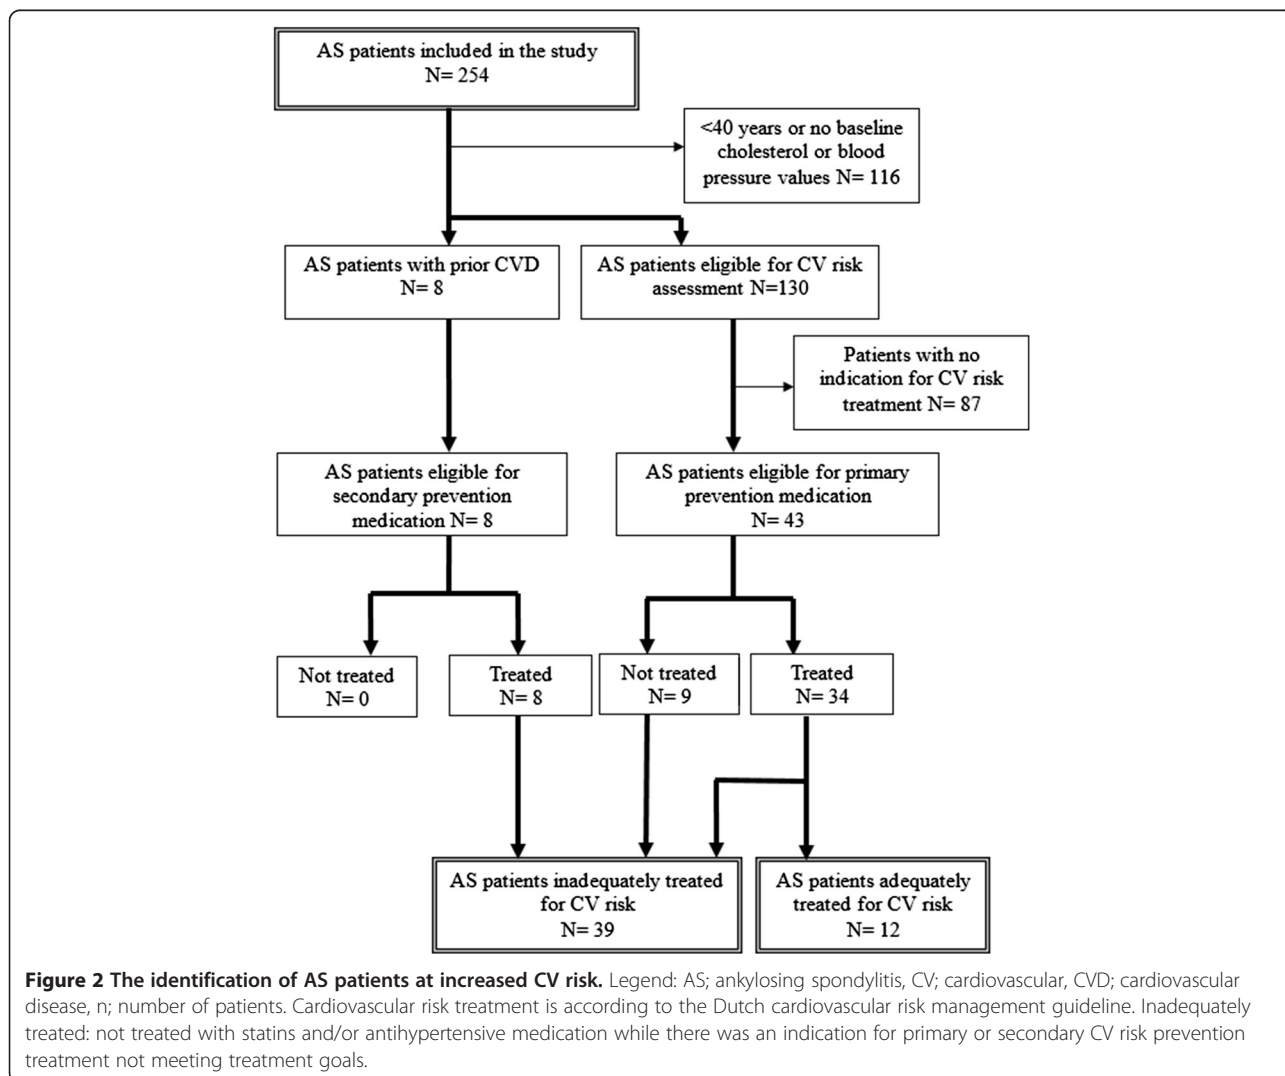 AS patients included in the study
N= 254
<40 years or no baseline
cholesterol or blood
pressure values N= 116
AS patients with prior CVD
N= 8
AS patients eligible for CV risk
assessment N=130
Patients with no
indication for CV risk
treatment N= 87
AS patients eligible for
secondary prevention
medication N= 8
AS patients eligible for primary
prevention medication
N= 43
Not treated
N= 0
Treated
N= 8
Not treated
N= 9
Treated
N= 34
AS patients inadequately treated
for CV risk
N= 39
AS patients adequately
treated for CV risk
N= 12
Figure 2 The identification of AS patients at increased CV risk. Legend: AS; ankylosing spondylitis, CV; cardiovascular, CVD; cardiovascular
disease, n; number of patients. Cardiovascular risk treatment is according to the Dutch cardiovascular risk management guideline. Inadequately
treated: not treated with statins and/or antihypertensive medication while there was an indication for primary or secondary CV risk prevention
treatment not meeting treatment goals.